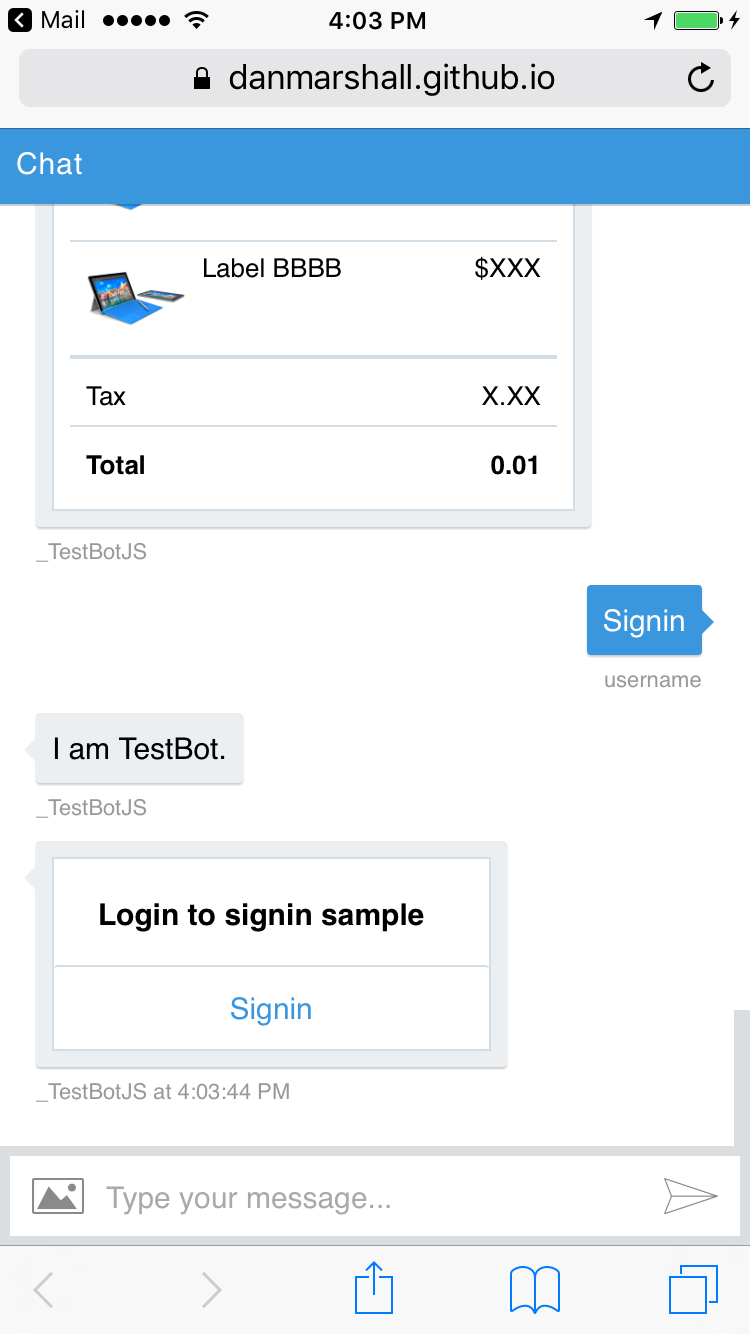 Mail 4:03 PM
danmarshall.github.io
Chat
Label BBBB $XXX
Tax X.XX
Total 0.01
_TestBotJS
Signin
username
I am TestBot.
_TestBotJS
Login to signin sample
Signin
_TestBotJS at 4:03:44 PM
Type your message...